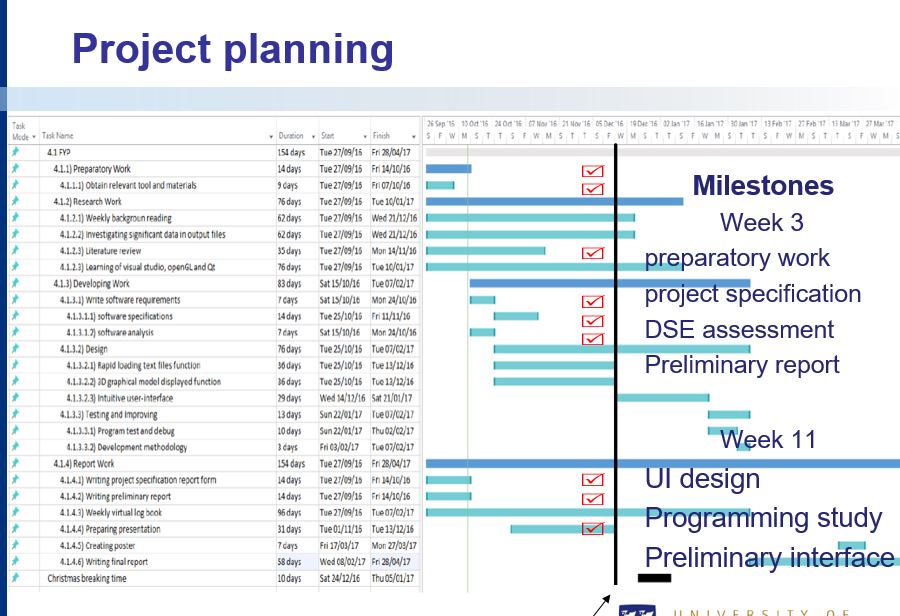 Project planning
Task Mode Task Name Duration Start Finish
26 Sep '16 10 Oct '16 24 Oct '16 07 Nov '16 21 Nov '16 05 Dec '16 19 Dec '16 02 Jan '17 16 Jan '17 30 Jan '17 13 Feb '17 27 Feb '17 13 Mar '17 27 Mar '17
S F W M S T T S F W M S T T S F W M S T T S F W M S T T S F W M S T T S F W M S
4.1 FYP 154 days Tue 27/09/16 Fri 28/04/17
4.1.1) Preparatory Work 14 days Tue 27/09/16 Fri 14/10/16
4.1.1.1) Obtain relevant tool and materials 9 days Tue 27/09/16 Fri 07/10/16
4.1.2) Research Work 76 days Tue 27/09/16 Tue 10/01/17
4.1.2.1) Weekly backgroun reading 62 days Tue 27/09/16 Wed 21/12/16
4.1.2.2) Investigating significant data in output files 62 days Tue 27/09/16 Wed 21/12/16
4.1.2.3) Literature review 35 days Tue 27/09/16 Mon 14/11/16
4.1.2.3) Learning of visual studio, openGL and Qt 76 days Tue 27/09/16 Tue 10/01/17
4.1.3) Developing Work 83 days Sat 15/10/16 Tue 07/02/17
4.1.3.1) Write software requirements 7 days Sat 15/10/16 Mon 24/10/16
4.1.3.1.1) software specifications 14 days Tue 25/10/16 Fri 11/11/16
4.1.3.1.2) software analysis 7 days Sat 15/10/16 Mon 24/10/16
4.1.3.2) Design 76 days Tue 25/10/16 Tue 07/02/17
4.1.3.2.1) Rapid loading text files function 36 days Tue 25/10/16 Tue 13/12/16
4.1.3.2.2) 3D graphical model displayed function 36 days Tue 25/10/16 Tue 13/12/16
4.1.3.2.3) Intuitive user-interface 29 days Wed 14/12/16 Sat 21/01/17
4.1.3.3) Testing and Improving 13 days Sun 22/01/17 Tue 07/02/17
4.1.3.3.1) Program test and debug 10 days Sun 22/01/17 Thu 02/02/17
4.1.3.3.2) Development methodology 3 days Fri 03/02/17 Tue 07/02/17
4.1.4) Report Work 154 days Tue 27/09/16 Fri 28/04/17
4.1.4.1) Writing project specification report form 14 days Tue 27/09/16 Fri 14/10/16
4.1.4.2) Writing preliminary report 14 days Tue 27/09/16 Fri 14/10/16
4.1.4.3) Weekly virtual log book 96 days Tue 27/09/16 Tue 07/02/17
4.1.4.4) Preparing presentation 31 days Tue 01/11/16 Tue 13/12/16
4.1.4.5) Creating poster 7 days Fri 17/03/17 Mon 27/03/17
4.1.4.6) Writing final report 58 days Wed 08/02/17 Fri 28/04/17
Christmas breaking time 10 days Sat 24/12/16 Thu 05/01/17
Milestones
Week 3
preparatory work
project specification
DSE assessment
Preliminary report
Week 11
UI design
Programming study
Preliminary interface
UNIVERSITY OF